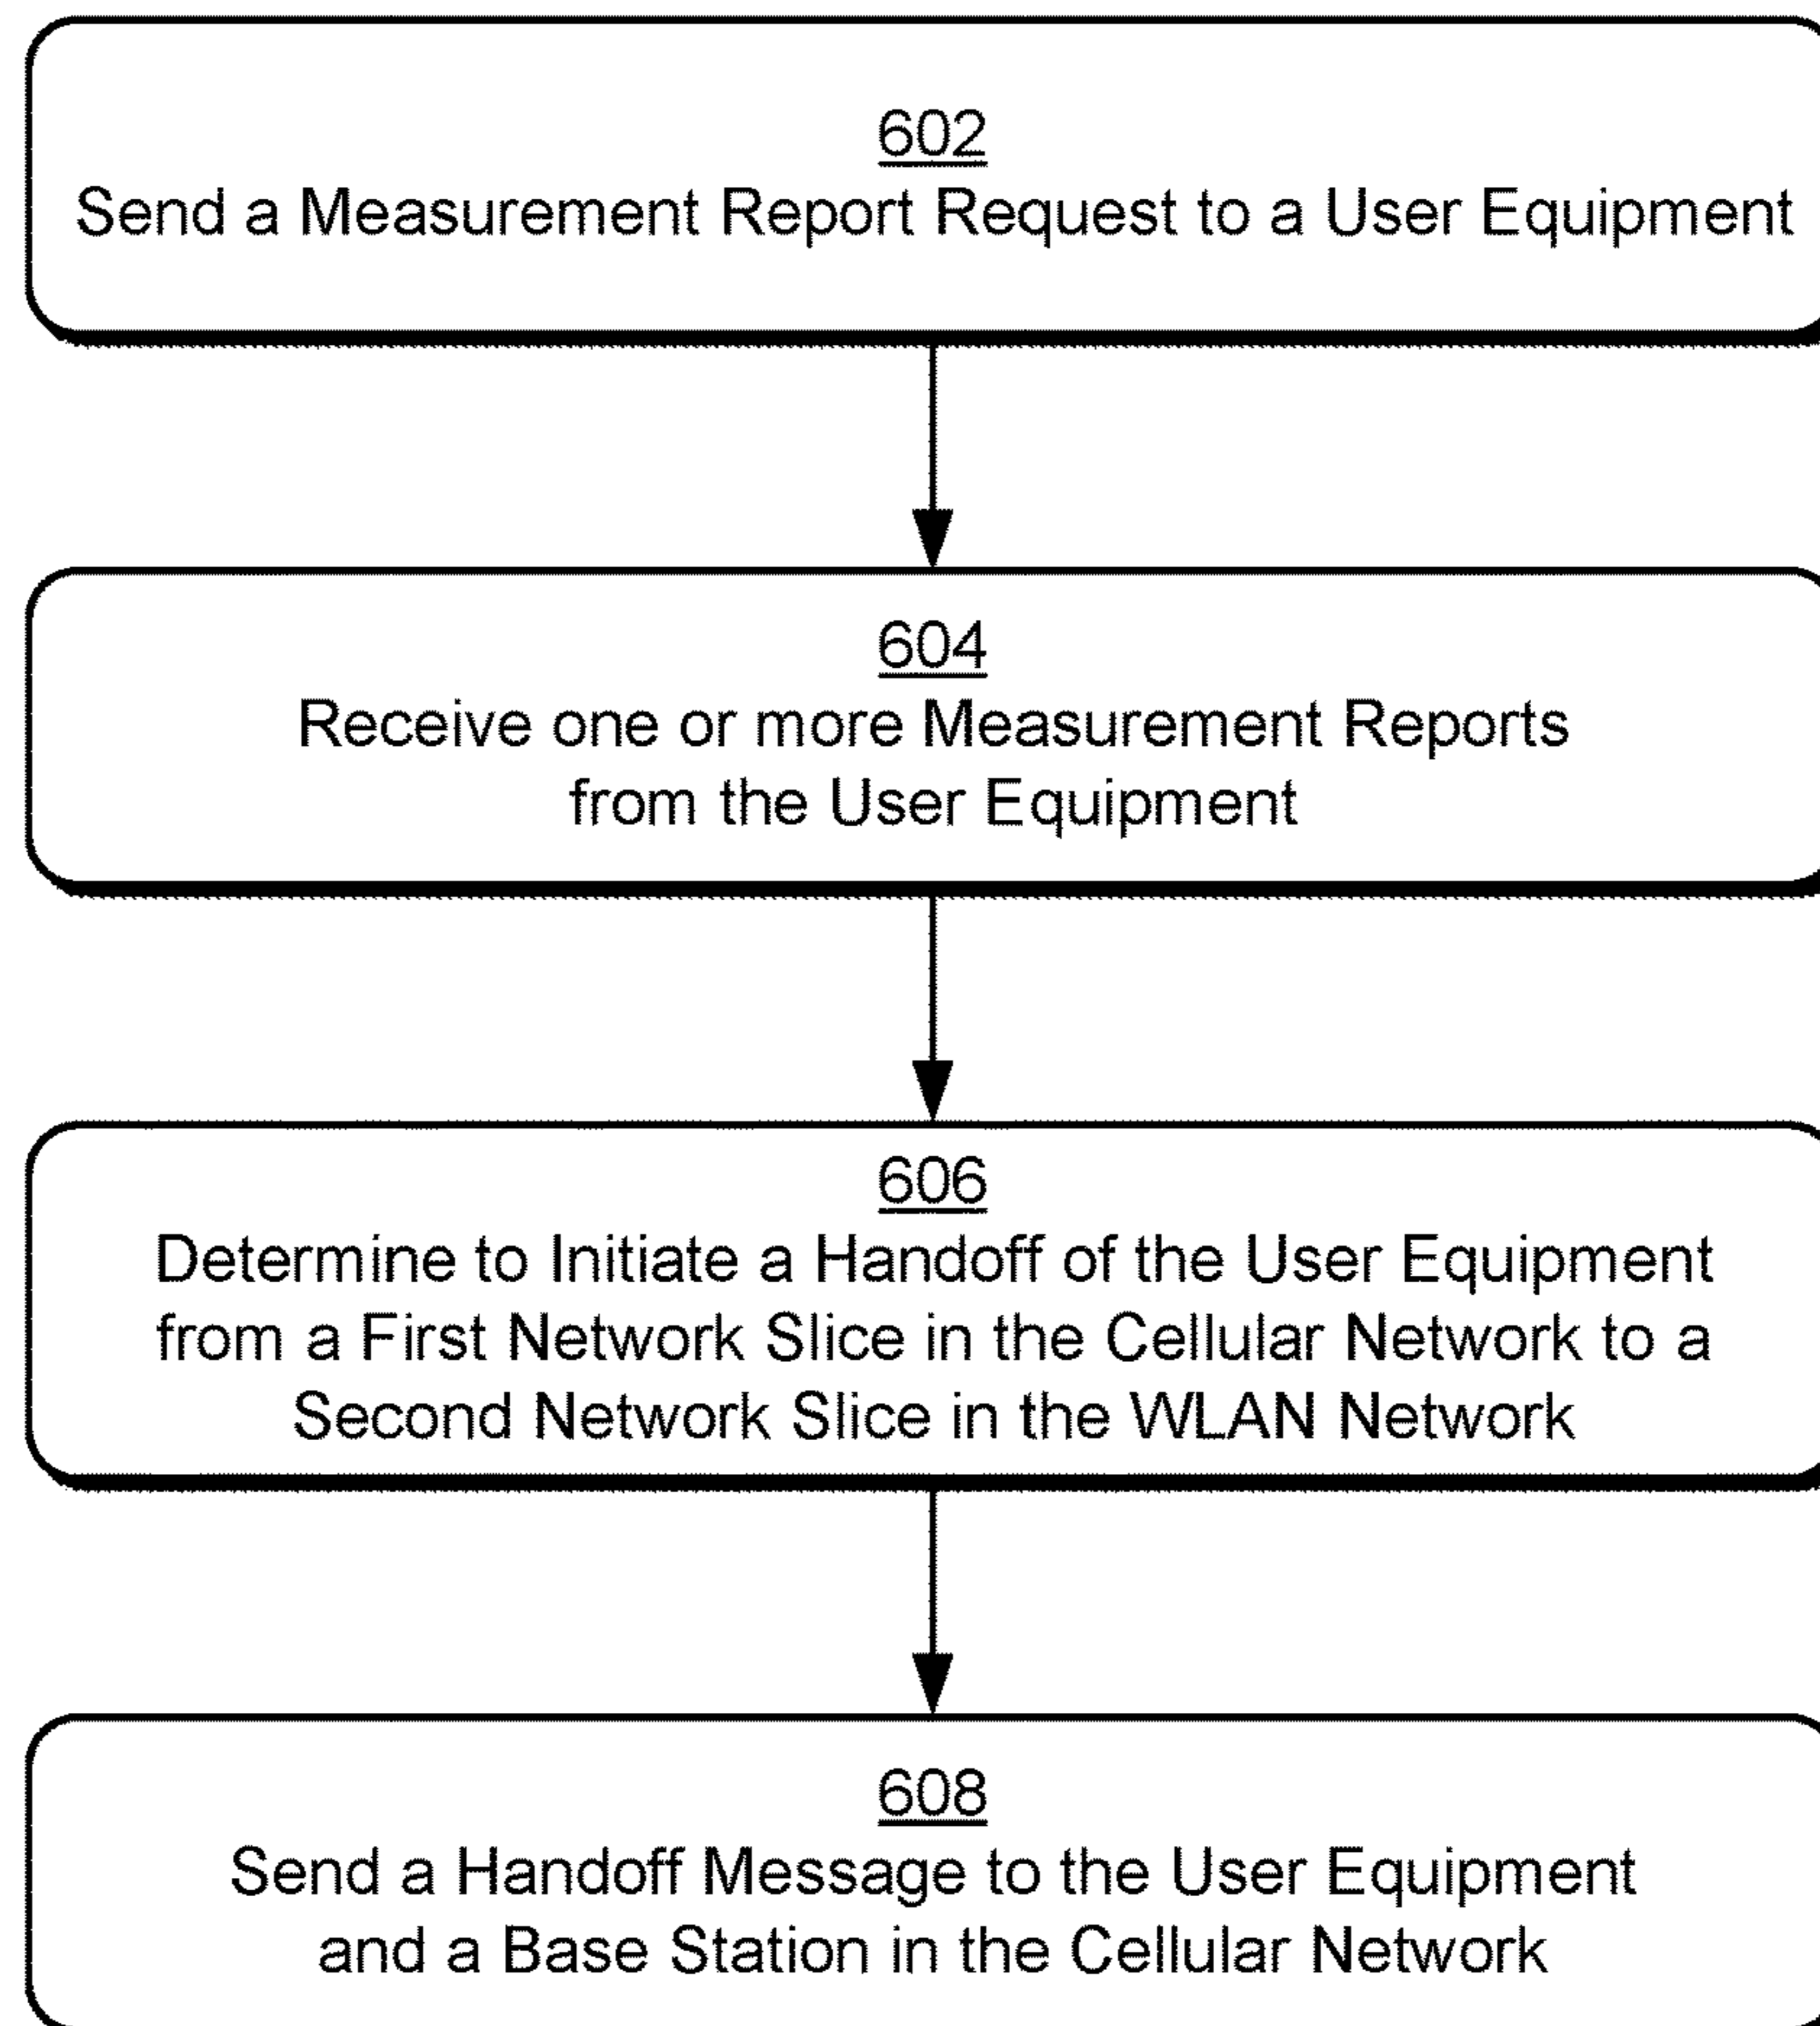 602
Send a Measurement Report Request to a User Equipment
604
Receive one or more Measurement Reports
from the User Equipment
606
Determine to Initiate a Handoff of the User Equipment
from a First Network Slice in the Cellular Network to a
Second Network Slice in the WLAN Network
608
Send a Handoff Message to the User Equipment
and a Base Station in the Cellular Network